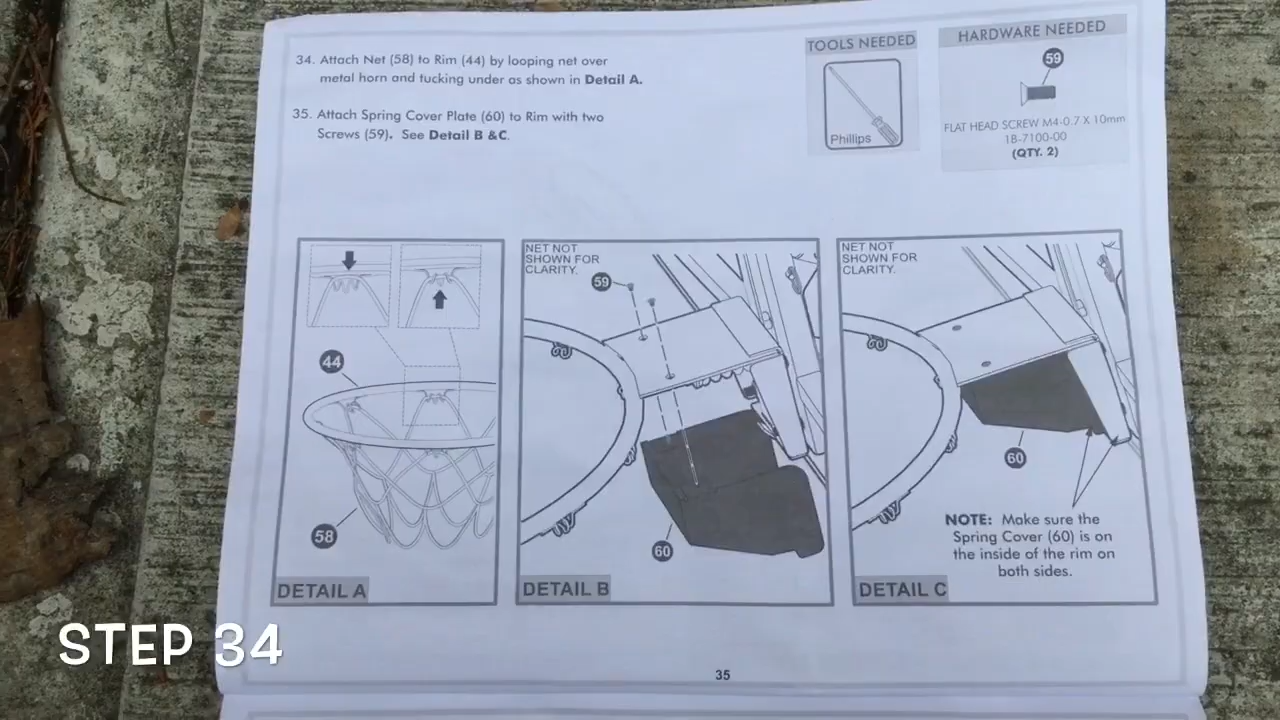 34. Attach Net (58) to Rim (44) by looping net over
metal horn and tucking under as shown in Detail A.
35. Attach Spring Cover Plate (60) to Rim with two
Screws (59). See Detail B &C.
TOOLS NEEDED
Phillips
HARDWARE NEEDED
59
FLAT HEAD SCREW M4-0.7 X 10mm
18-7100-00
(QTY. 2)
44
58
DETAIL A
NET NOT
SHOWN FOR
CLARITY.
59
60
DETAIL B
NET NOT
SHOWN FOR
CLARITY.
60
NOTE: Make sure the
Spring Cover (60) is on
the inside of the rim on
both sides.
DETAIL C
STEP 34
35